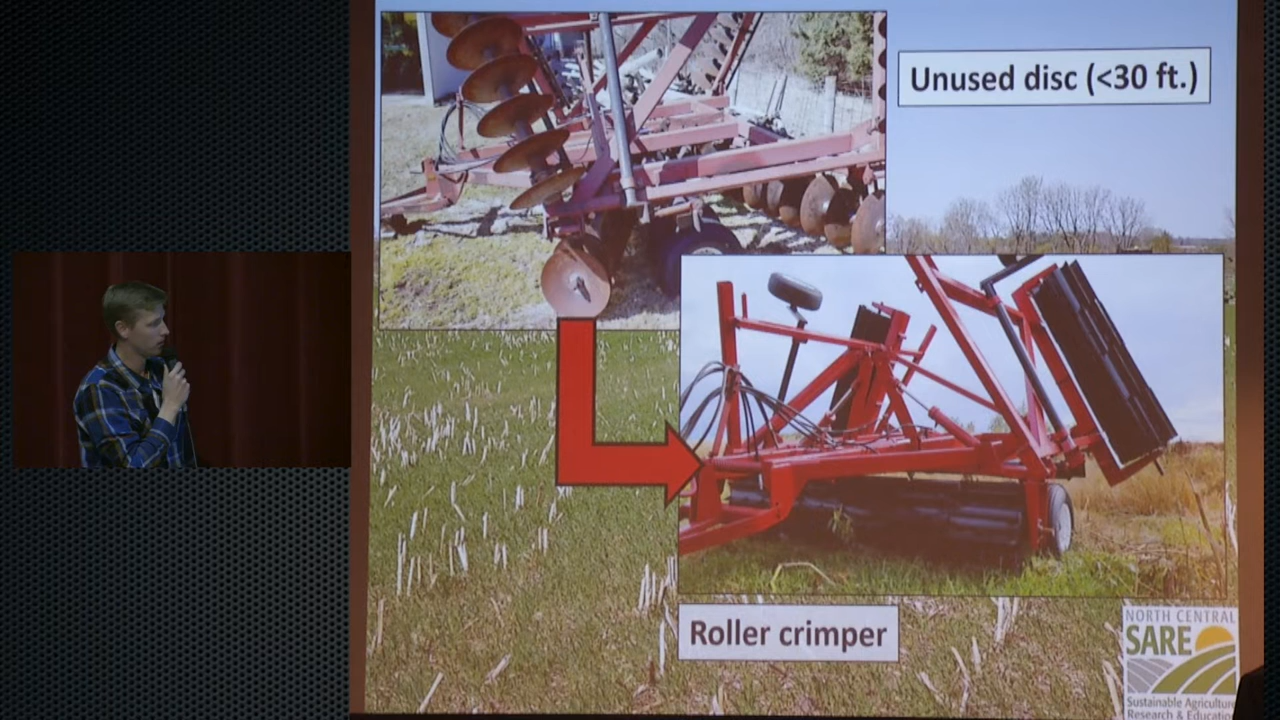 Unused disc (<30 ft.)
Roller crimper
NORTH CENTRAL
SARE
Sustainable Agriculture
Research & Education